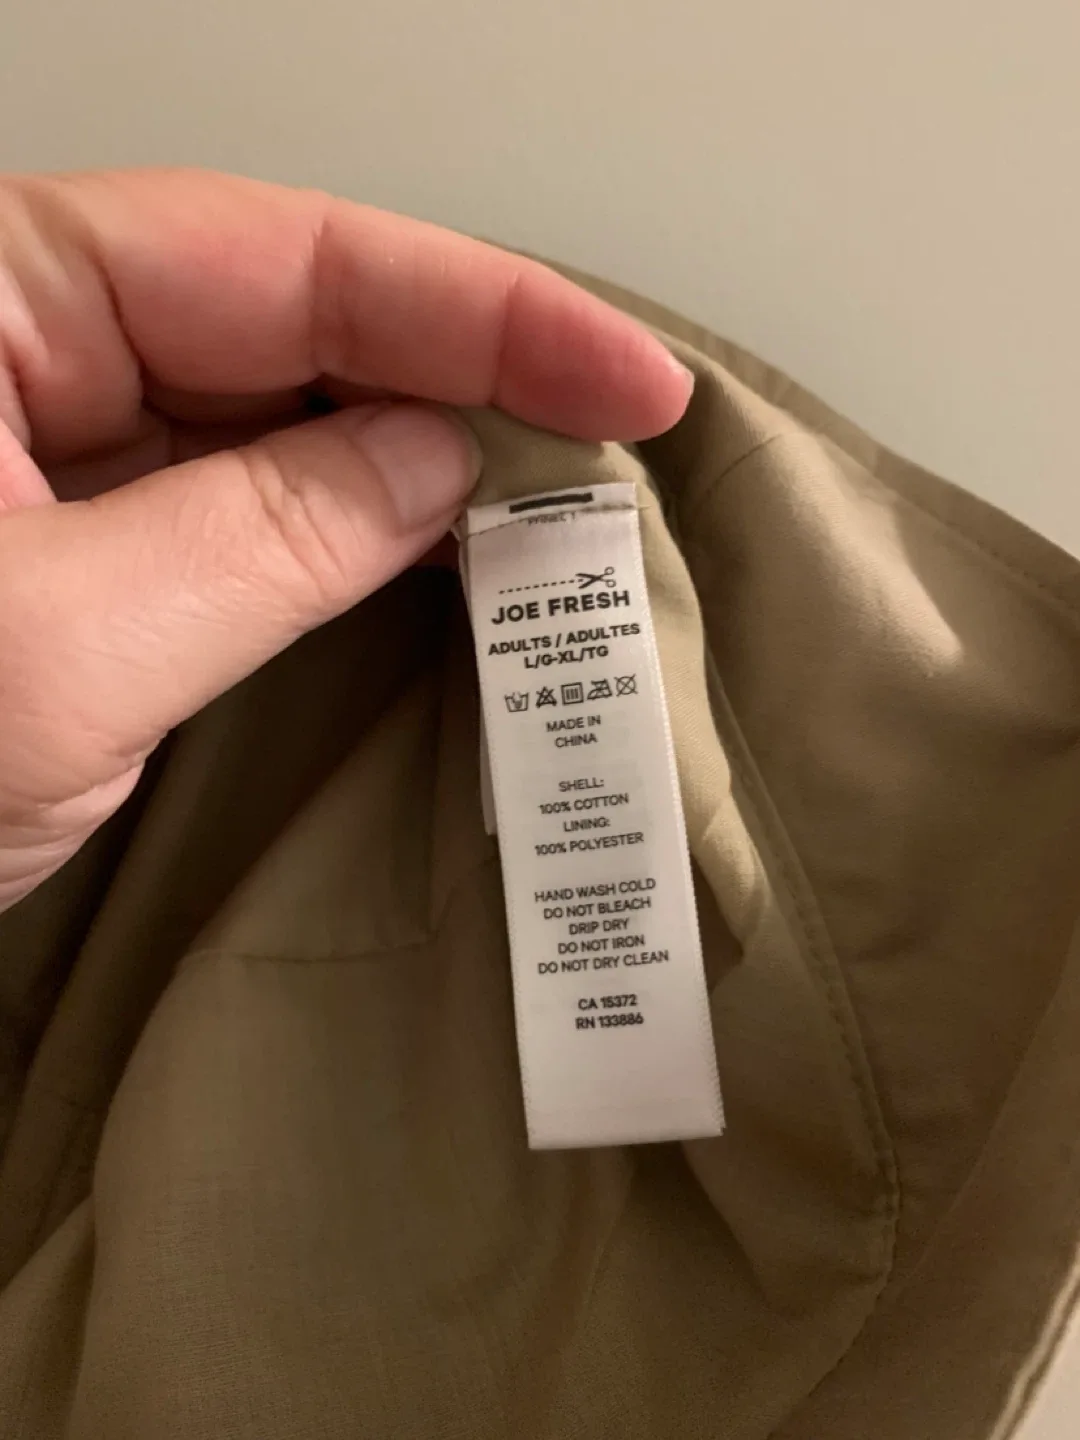 JOE FRESH
ADULTS / ADULTES
L/G-XL/TG
MADE IN
CHINA
SHELL:
100% COTTON
LINING:
100% POLYESTER
HAND WASH COLD
DO NOT BLEACH
DRIP DRY
DO NOT IRON
DO NOT DRY CLEAN
CA 15372
RN 133886